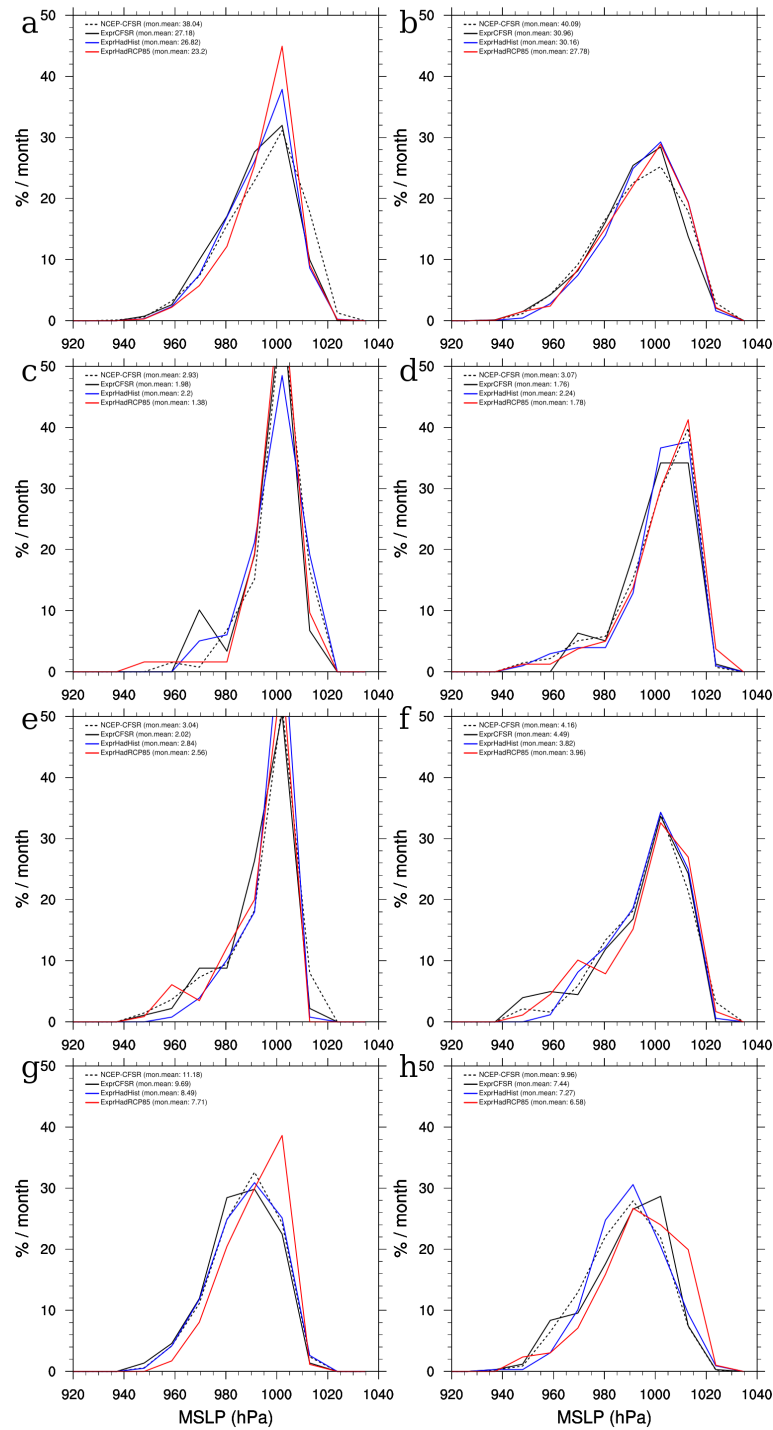 a
NCEP-CFSR (mon.mean: 38.04)
ExprCFSR (mon.mean: 27.18)
ExprHadHist (mon.mean: 26.82)
ExprHadRCP85 (mon.mean: 23.2)
% / month
50
40
30
20
10
0
920 940 960 980 1000 1020 1040
b
NCEP-CFSR (mon.mean: 40.09)
ExprCFSR (mon.mean: 30.96)
ExprHadHist (mon.mean: 30.16)
ExprHadRCP85 (mon.mean: 27.78)
% / month
50
40
30
20
10
0
920 940 960 980 1000 1020 1040
c
NCEP-CFSR (mon.mean: 2.93)
ExprCFSR (mon.mean: 1.98)
ExprHadHist (mon.mean: 2.2)
ExprHadRCP85 (mon.mean: 1.38)
% / month
50
40
30
20
10
0
920 940 960 980 1000 1020 1040
d
NCEP-CFSR (mon.mean: 3.07)
ExprCFSR (mon.mean: 1.76)
ExprHadHist (mon.mean: 2.24)
ExprHadRCP85 (mon.mean: 1.78)
% / month
50
40
30
20
10
0
920 940 960 980 1000 1020 1040
e
NCEP-CFSR (mon.mean: 3.04)
ExprCFSR (mon.mean: 2.02)
ExprHadHist (mon.mean: 2.84)
ExprHadRCP85 (mon.mean: 2.56)
% / month
50
40
30
20
10
0
920 940 960 980 1000 1020 1040
f
NCEP-CFSR (mon.mean: 4.16)
ExprCFSR (mon.mean: 4.49)
ExprHadHist (mon.mean: 3.82)
ExprHadRCP85 (mon.mean: 3.96)
% / month
50
40
30
20
10
0
920 940 960 980 1000 1020 1040
g
NCEP-CFSR (mon.mean: 11.18)
ExprCFSR (mon.mean: 9.69)
ExprHadHist (mon.mean: 8.49)
ExprHadRCP85 (mon.mean: 7.71)
% / month
50
40
30
20
10
0
920 940 960 980 1000 1020 1040
MSLP (hPa)
h
NCEP-CFSR (mon.mean: 9.96)
ExprCFSR (mon.mean: 7.44)
ExprHadHist (mon.mean: 7.27)
ExprHadRCP85 (mon.mean: 6.58)
% / month
50
40
30
20
10
0
920 940 960 980 1000 1020 1040
MSLP (hPa)